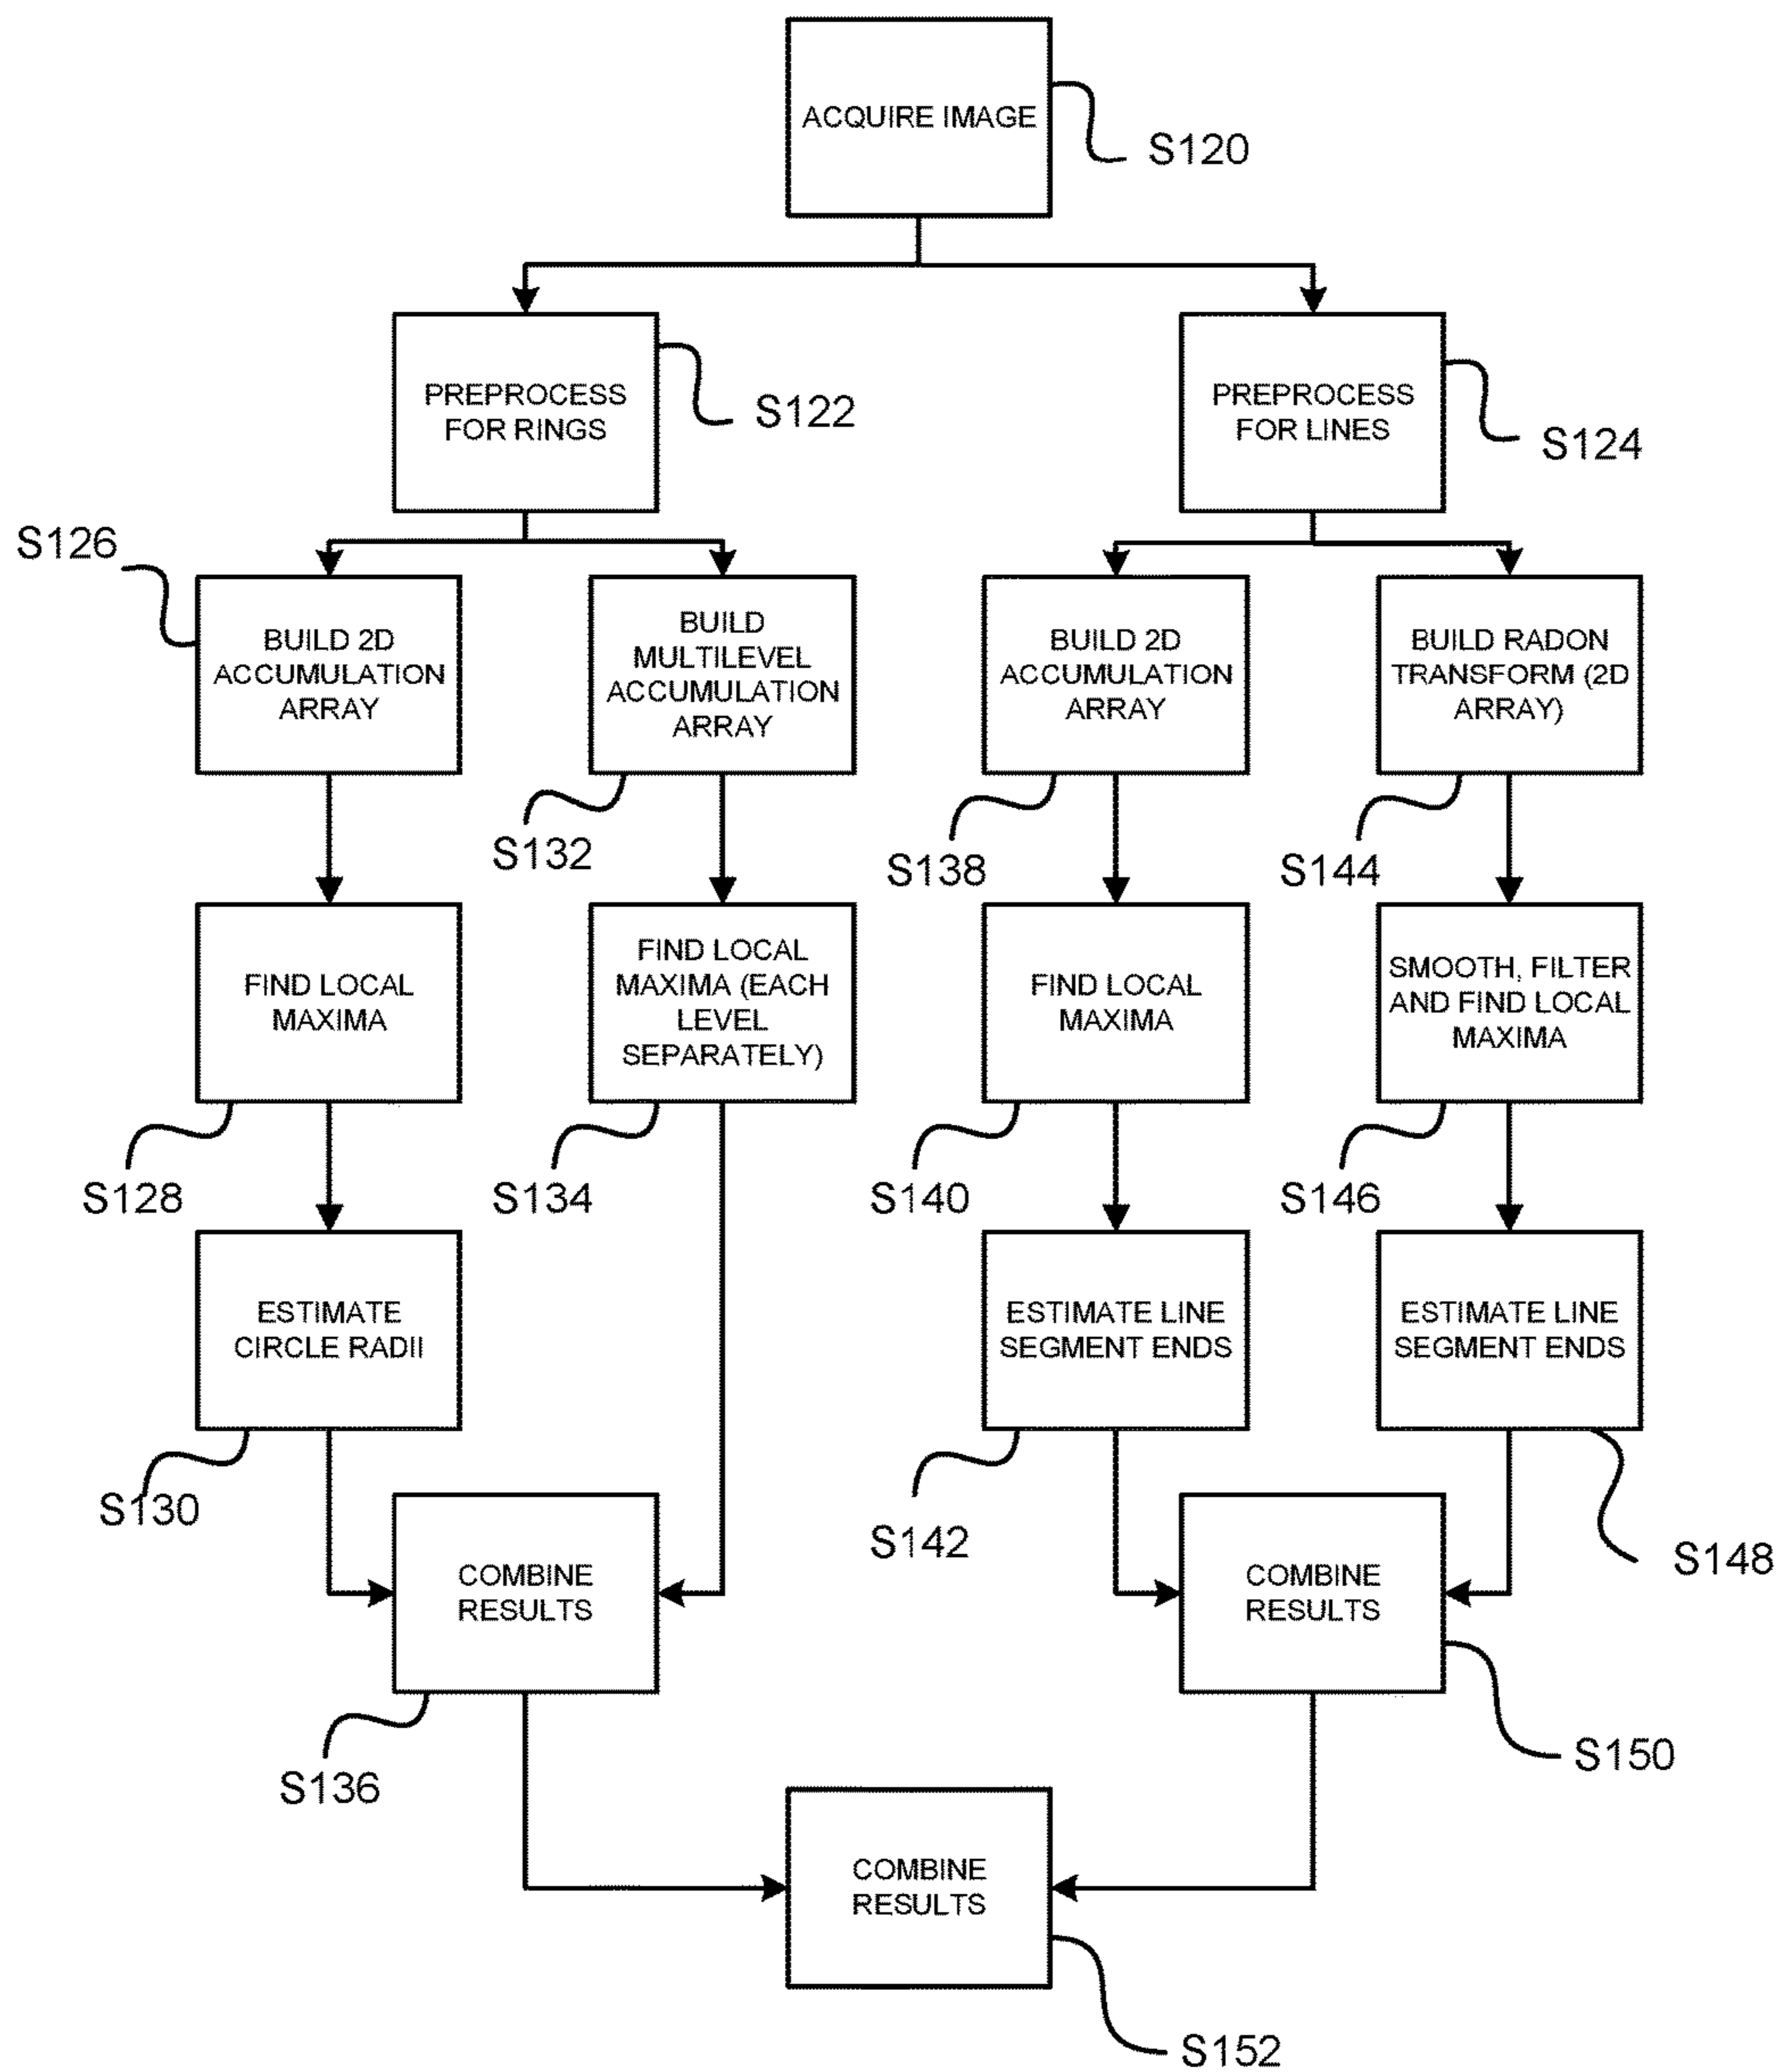 ACQUIRE IMAGE
S120
PREPROCESS
FOR RINGS
S122
PREPROCESS
FOR LINES
S124
S126
BUILD 2D
ACCUMULATION
ARRAY
BUILD
MULTILEVEL
ACCUMULATION
ARRAY
S132
BUILD 2D
ACCUMULATION
ARRAY
S138
BUILD RADON
TRANSFORM (2D
ARRAY)
S144
FIND LOCAL
MAXIMA
S128
FIND LOCAL
MAXIMA (EACH
LEVEL
SEPARATELY)
S134
FIND LOCAL
MAXIMA
S140
SMOOTH, FILTER
AND FIND LOCAL
MAXIMA
S146
ESTIMATE
CIRCLE RADII
S130
ESTIMATE LINE
SEGMENT ENDS
S142
ESTIMATE LINE
SEGMENT ENDS
S148
COMBINE
RESULTS
S136
COMBINE
RESULTS
S150
COMBINE
RESULTS
S152